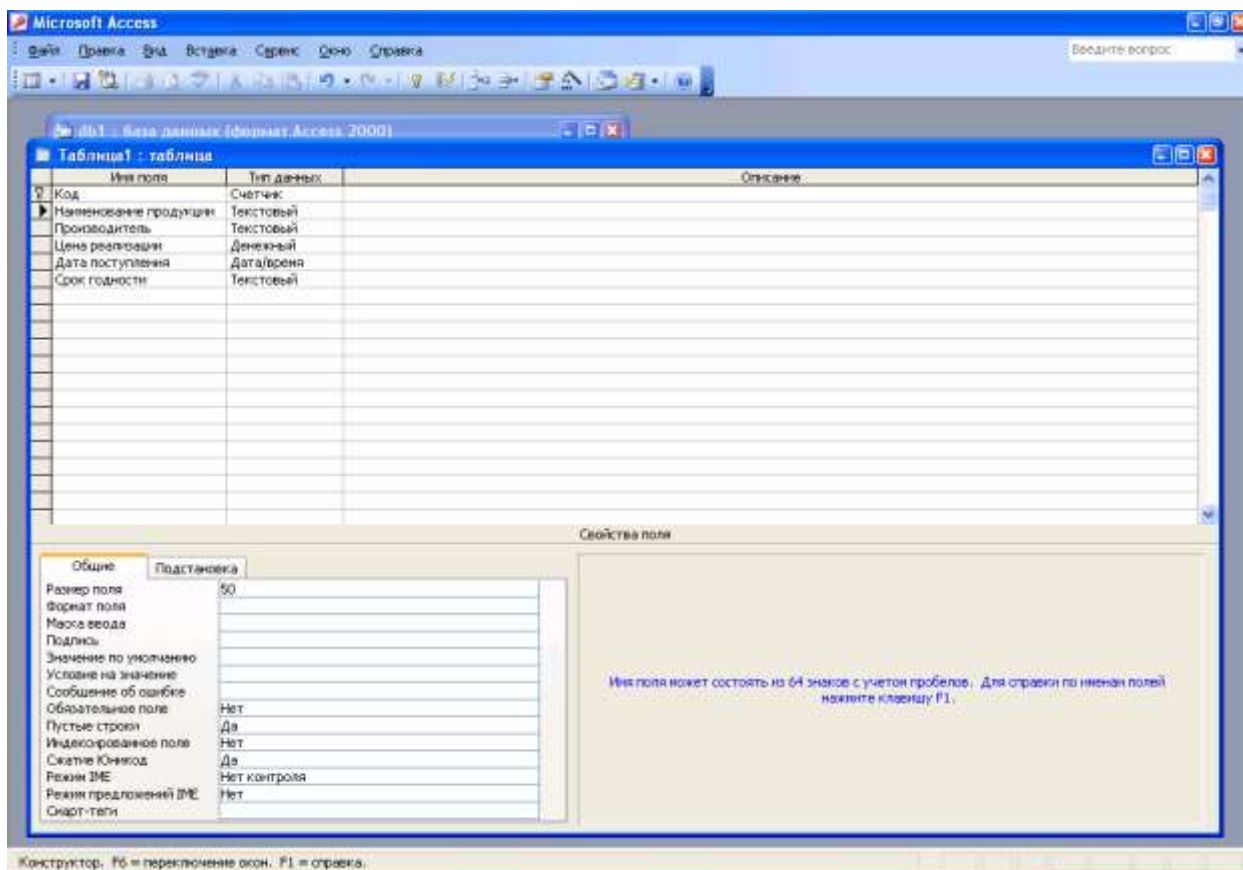 Microsoft Access
Файл Правка Вид Вставка Сервис Окно Справка
Введите вопрос
db1 : база данных (формат Access 2000)
Таблица1 : таблица
Имя поля Тип данных Описание
Код Счетчик
Наименование продукции Текстовый
Производитель Текстовый
Цена реализации Денежный
Дата поступления Дата/время
Срок годности Текстовый
Свойства поля
Общие Подстановка
Размер поля 50
Формат поля
Маска ввода
Подпись
Значение по умолчанию
Условие на значение
Сообщение об ошибке
Обязательное поле Нет
Пустые строки Да
Индексированное поле Нет
Сжатие Юникод Да
Режим IME Нет контроля
Режим предложений IME Нет
Смарт-теги
Имя поля может состоять из 64 знаков с учетом пробелов. Для справки по именам полей
нажмите клавишу F1.
Конструктор. F6 = переключение окон. F1 = справка.